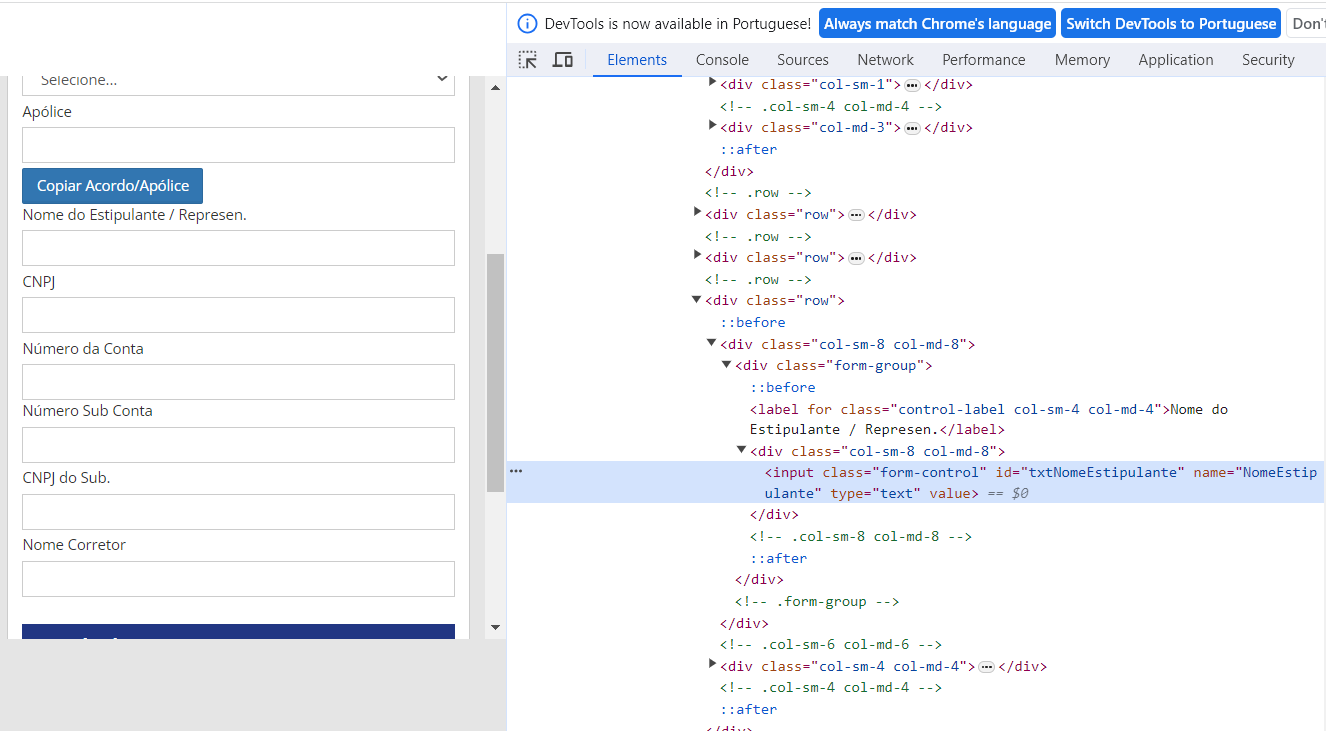 Selecione...
Apólice
Copiar Acordo/Apólice
Nome do Estipulante / Represen.
CNPJ
Número da Conta
Número Sub Conta
CNPJ do Sub.
Nome Corretor
DevTools is now available in Portuguese! Always match Chrome's language Switch DevTools to Portuguese Don't
Elements Console Sources Network Performance Memory Application Security
<div class="col-sm-1"> ••• </div>
<!-- .col-sm-4 col-md-4 -->
<div class="col-md-3"> ••• </div>
::after
</div>
<!-- .row -->
<div class="row"> ••• </div>
<!-- .row -->
<div class="row"> ••• </div>
<!-- .row -->
<div class="row">
::before
<div class="col-sm-8 col-md-8">
<div class="form-group">
::before
<label for class="control-label col-sm-4 col-md-4">Nome do
Estipulante / Represen.</label>
<div class="col-sm-8 col-md-8">
••• <input class="form-control" id="txtNomeEstipulante" name="NomeEstip
ulante" type="text" value> == $0
</div>
<!-- .col-sm-8 col-md-8 -->
::after
</div>
<!-- .form-group -->
</div>
<!-- .col-sm-6 col-md-6 -->
<div class="col-sm-4 col-md-4"> ••• </div>
<!-- .col-sm-4 col-md-4 -->
::after
</div>